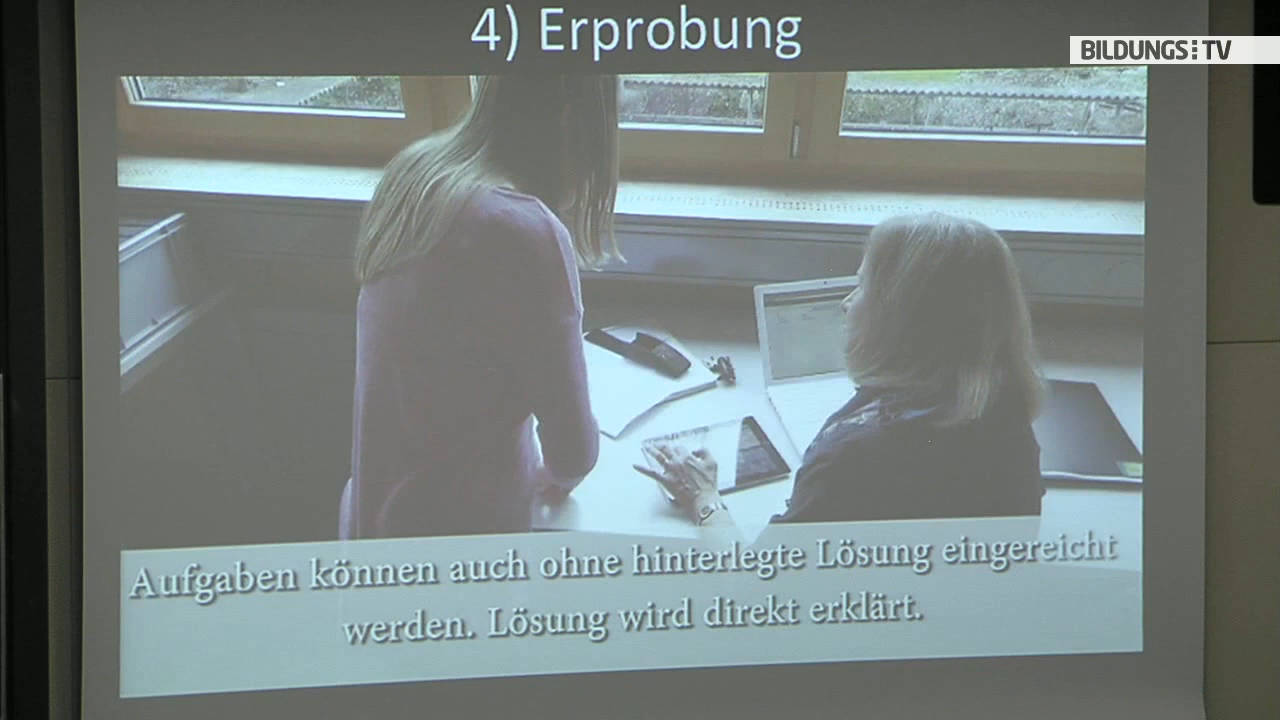 4) Erprobung
BILDUNGS:TV
Aufgaben können auch ohne hinterlegte Lösung eingereicht
werden. Lösung wird direkt erklärt.